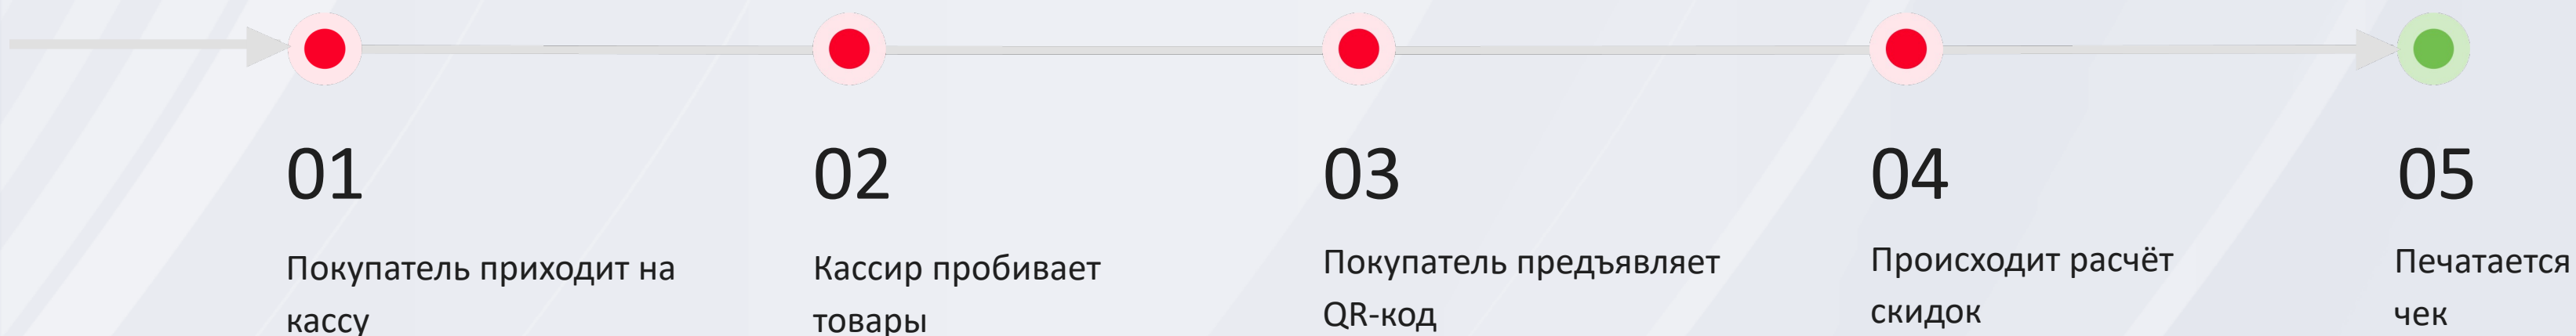 01
Покупатель приходит на
кассу
02
Кассир пробивает
товары
03
Покупатель предъявляет
QR-код
04
Происходит расчёт
скидок
05
Печатается
чек